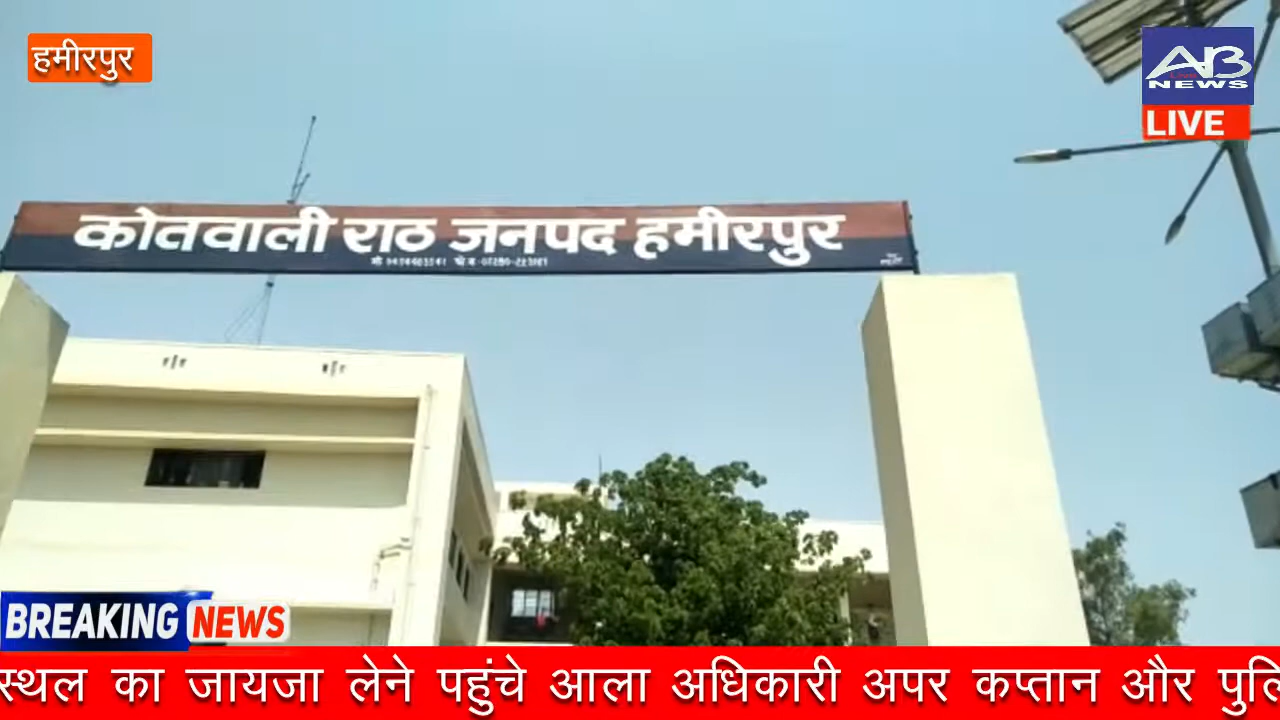 हमीरपुर
AB
Live
NEWS
LIVE
कोतवाली राठ जनपद हमीरपुर
BREAKING NEWS
स्थल का जायजा लेने पहुंचे आला अधिकारी अपर कप्तान और